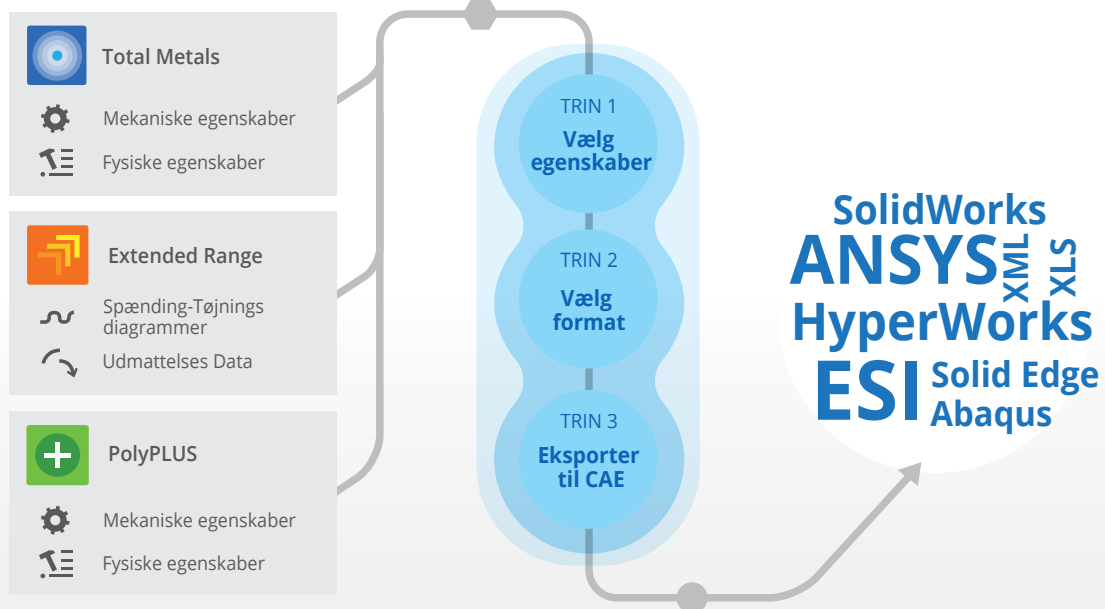 Total Metals
Mekaniske egenskaber
Fysiske egenskaber
Extended Range
Spænding-Tøjnings
diagrammer
Udmattelses Data
PolyPLUS
Mekaniske egenskaber
Fysiske egenskaber
TRIN 1
Vælg
egenskaber
TRIN 2
Vælg
format
TRIN 3
Eksporter
til CAE
SolidWorks
ANSYS
XML
XLS
HyperWorks
ESI
Solid Edge
Abaqus